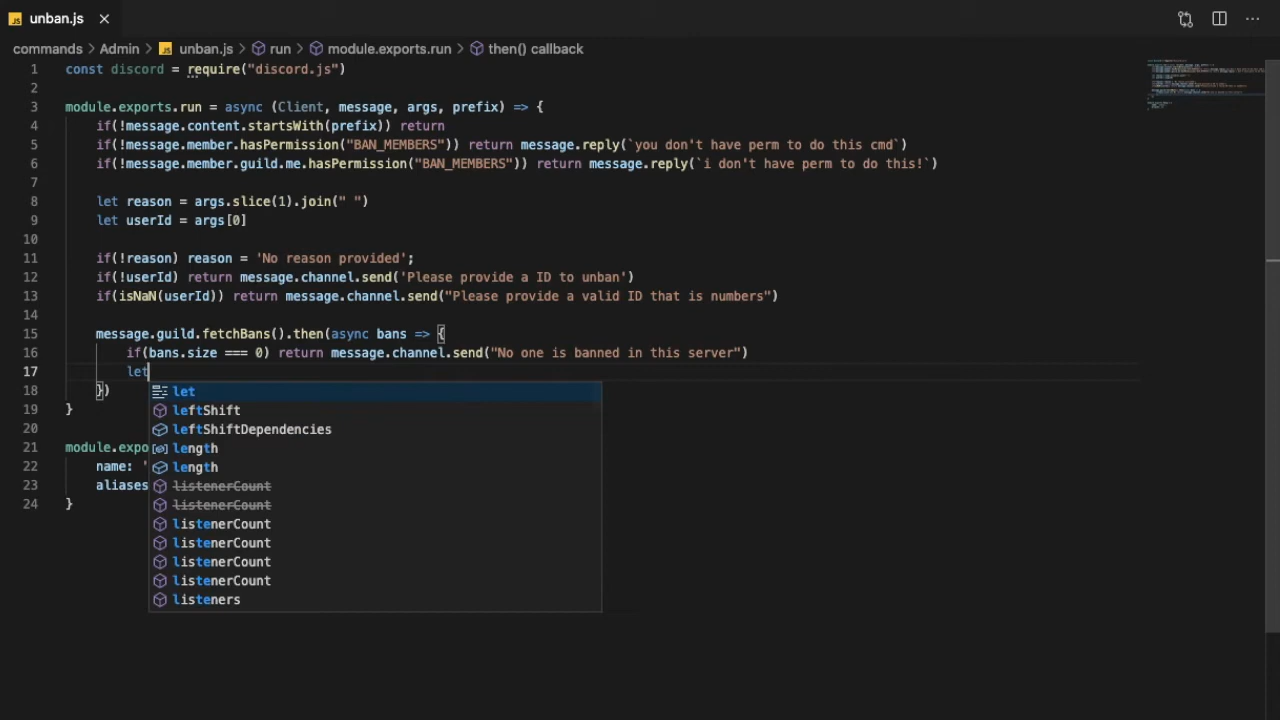 JS unban.js
commands > Admin > JS unban.js > run > module.exports.run > then() callback
1 const discord = require("discord.js")
2
3 module.exports.run = async (Client, message, args, prefix) => {
4 if(!message.content.startsWith(prefix)) return
5 if(!message.member.hasPermission("BAN_MEMBERS")) return message.reply(`you don't have perm to do this cmd`)
6 if(!message.member.guild.me.hasPermission("BAN_MEMBERS")) return message.reply(`i don't have perm to do this!`)
7
8 let reason = args.slice(1).join(" ")
9 let userId = args[0]
10
11 if(!reason) reason = 'No reason provided';
12 if(!userId) return message.channel.send('Please provide a ID to unban')
13 if(isNaN(userId)) return message.channel.send("Please provide a valid ID that is numbers")
14
15 message.guild.fetchBans().then(async bans => {
16 if(bans.size === 0) return message.channel.send("No one is banned in this server")
17 let
18 })
19 }
20
21 module.expo
22 name: '
23 aliases
24 }
let
leftShift
leftShiftDependencies
length
length
listenerCount
listenerCount
listenerCount
listenerCount
listenerCount
listenerCount
listeners